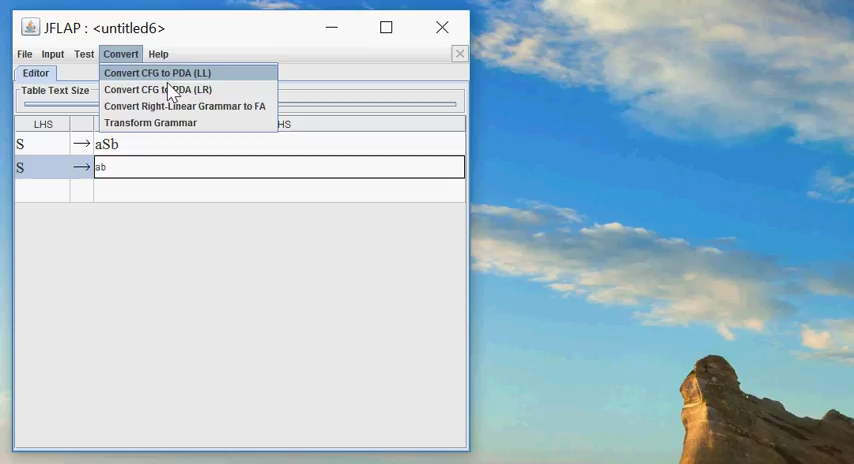 JFLAP : <untitled6>
File Input Test Convert Help
Editor
Convert CFG to PDA (LL)
Table Text Size
Convert CFG to PDA (LR)
Convert Right-Linear Grammar to FA
Transform Grammar
LHS HS
S → aSb
S → ab